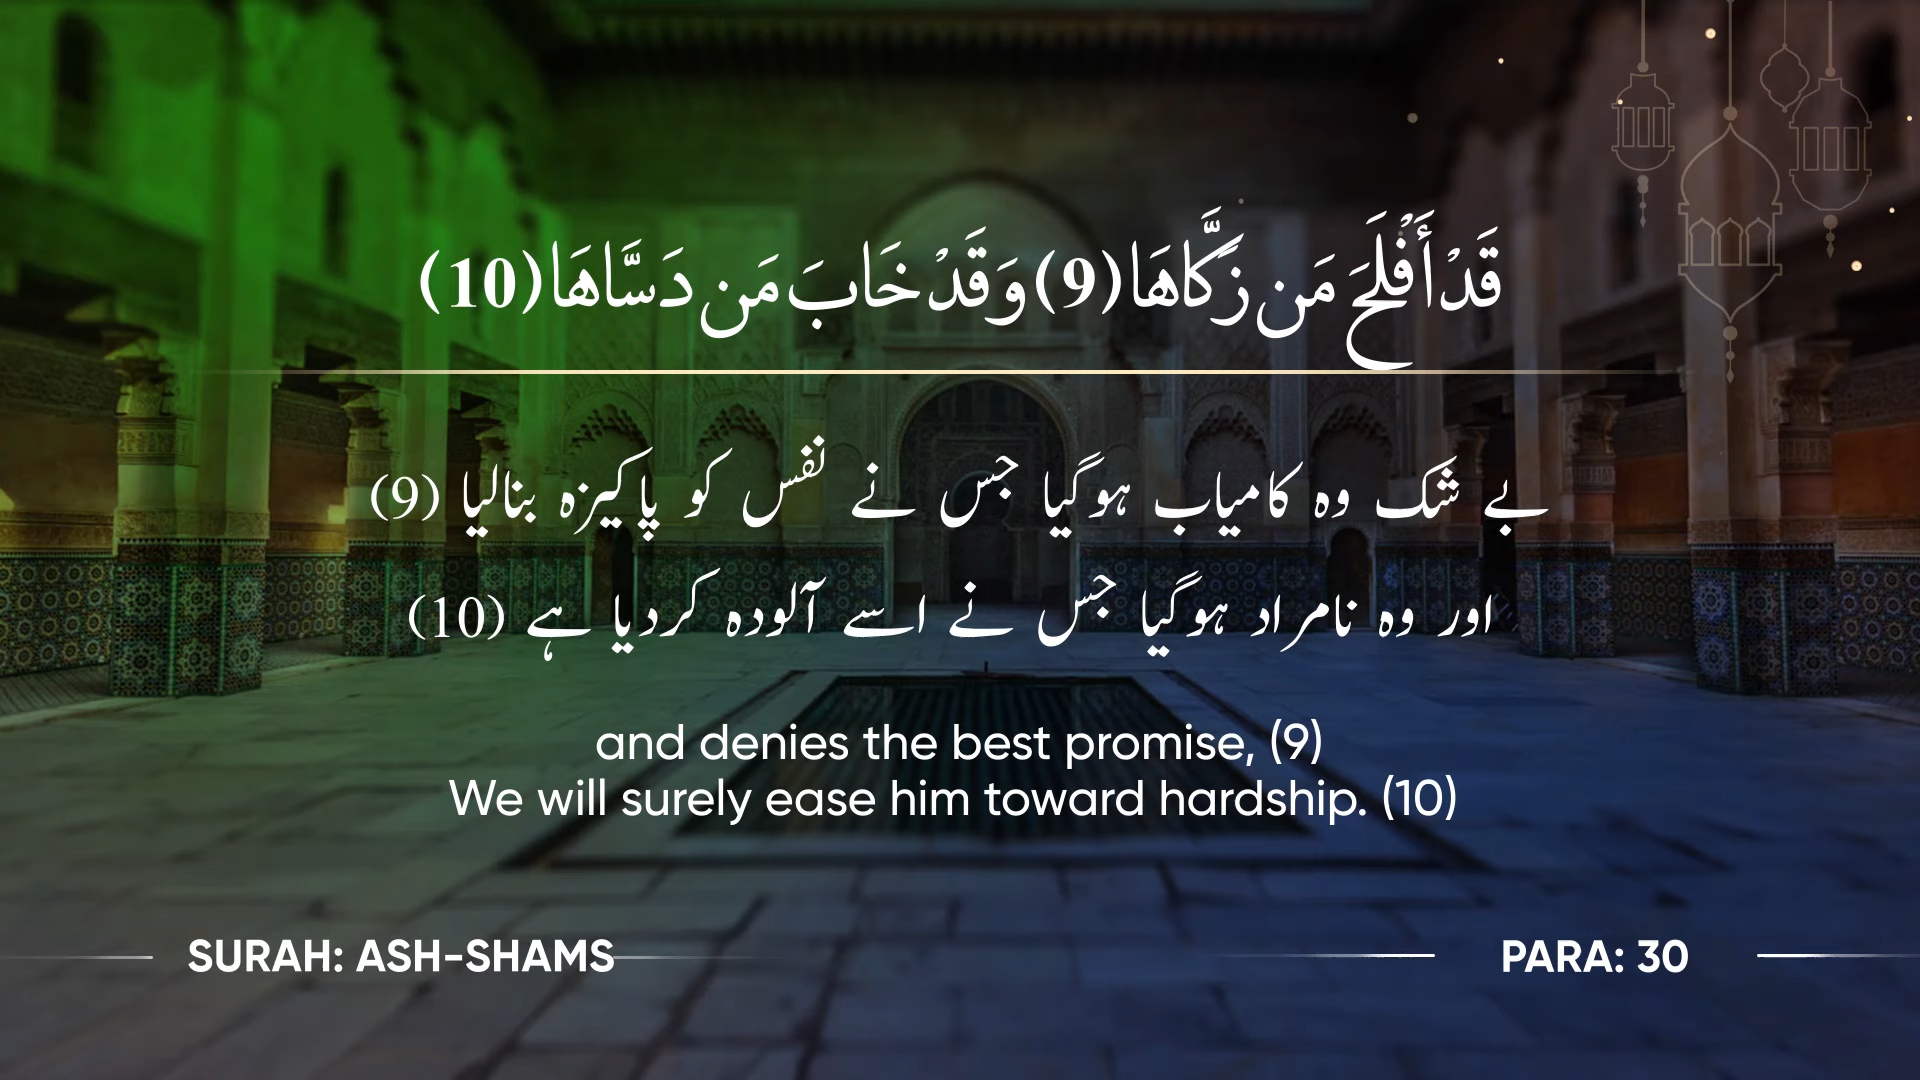 قَدْ أَفْلَحَ مَن زَكَّاهَا (9) وَقَدْ خَابَ مَن دَسَّاهَا (10)
بے شک وہ کامیاب ہوگیا جس نے نفس کو پاکیزہ بنالیا (9)
اور وہ نامراد ہوگیا جس نے اسے آلودہ کردیا ہے (10)
and denies the best promise, (9)
We will surely ease him toward hardship. (10)
SURAH: ASH-SHAMS
PARA: 30